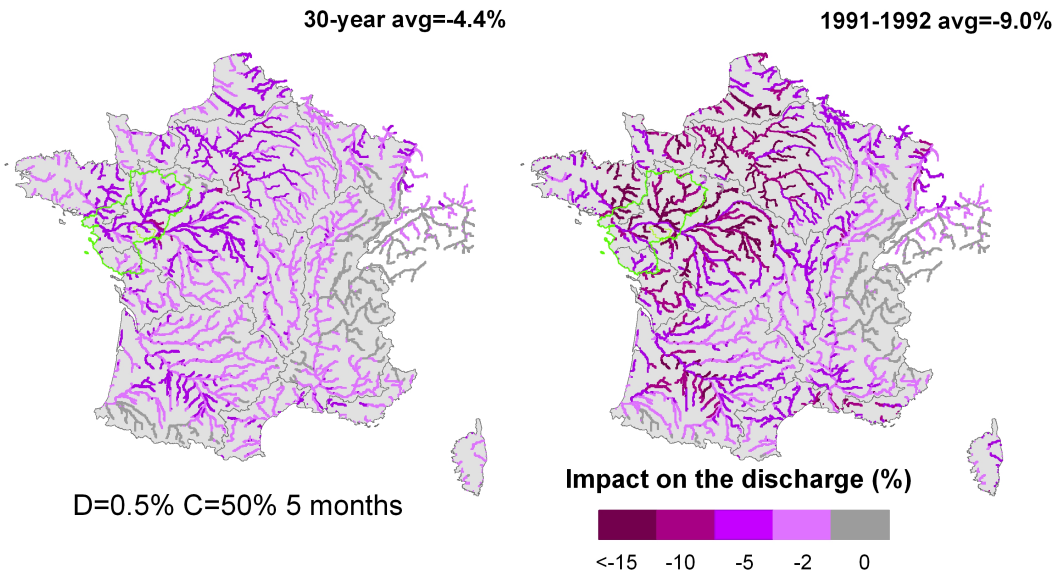 30-year avg=-4.4%
1991-1992 avg=-9.0%
D=0.5% C=50% 5 months
Impact on the discharge (%)
<-15 -10 -5 -2 0